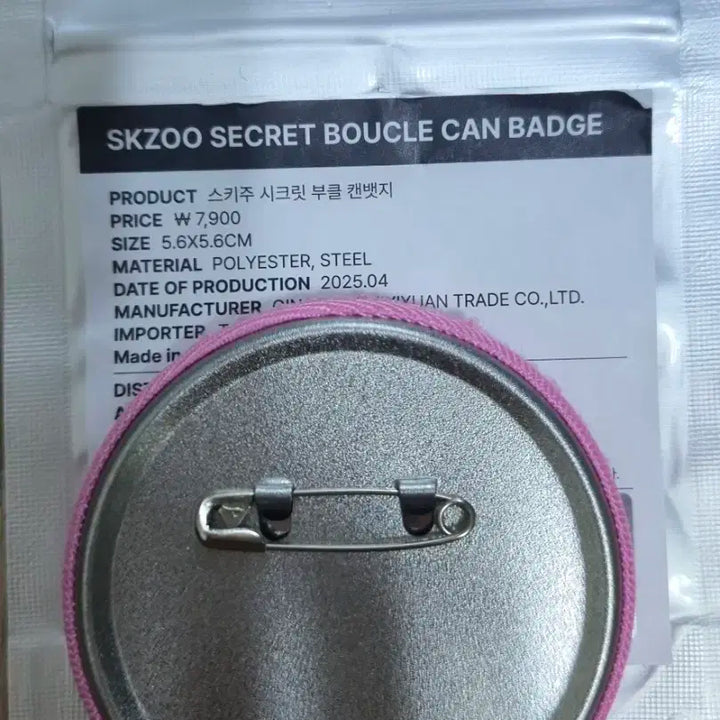 SKZOO SECRET BOUCLE CAN BADGE
PRODUCT 스키주 시크릿 부클 캔뱃지
PRICE ₩ 7,900
SIZE 5.6X5.6CM
MATERIAL POLYESTER, STEEL
DATE OF PRODUCTION 2025.04
MANUFACTURER TRADE CO.,LTD.
IMPORTER
Made in